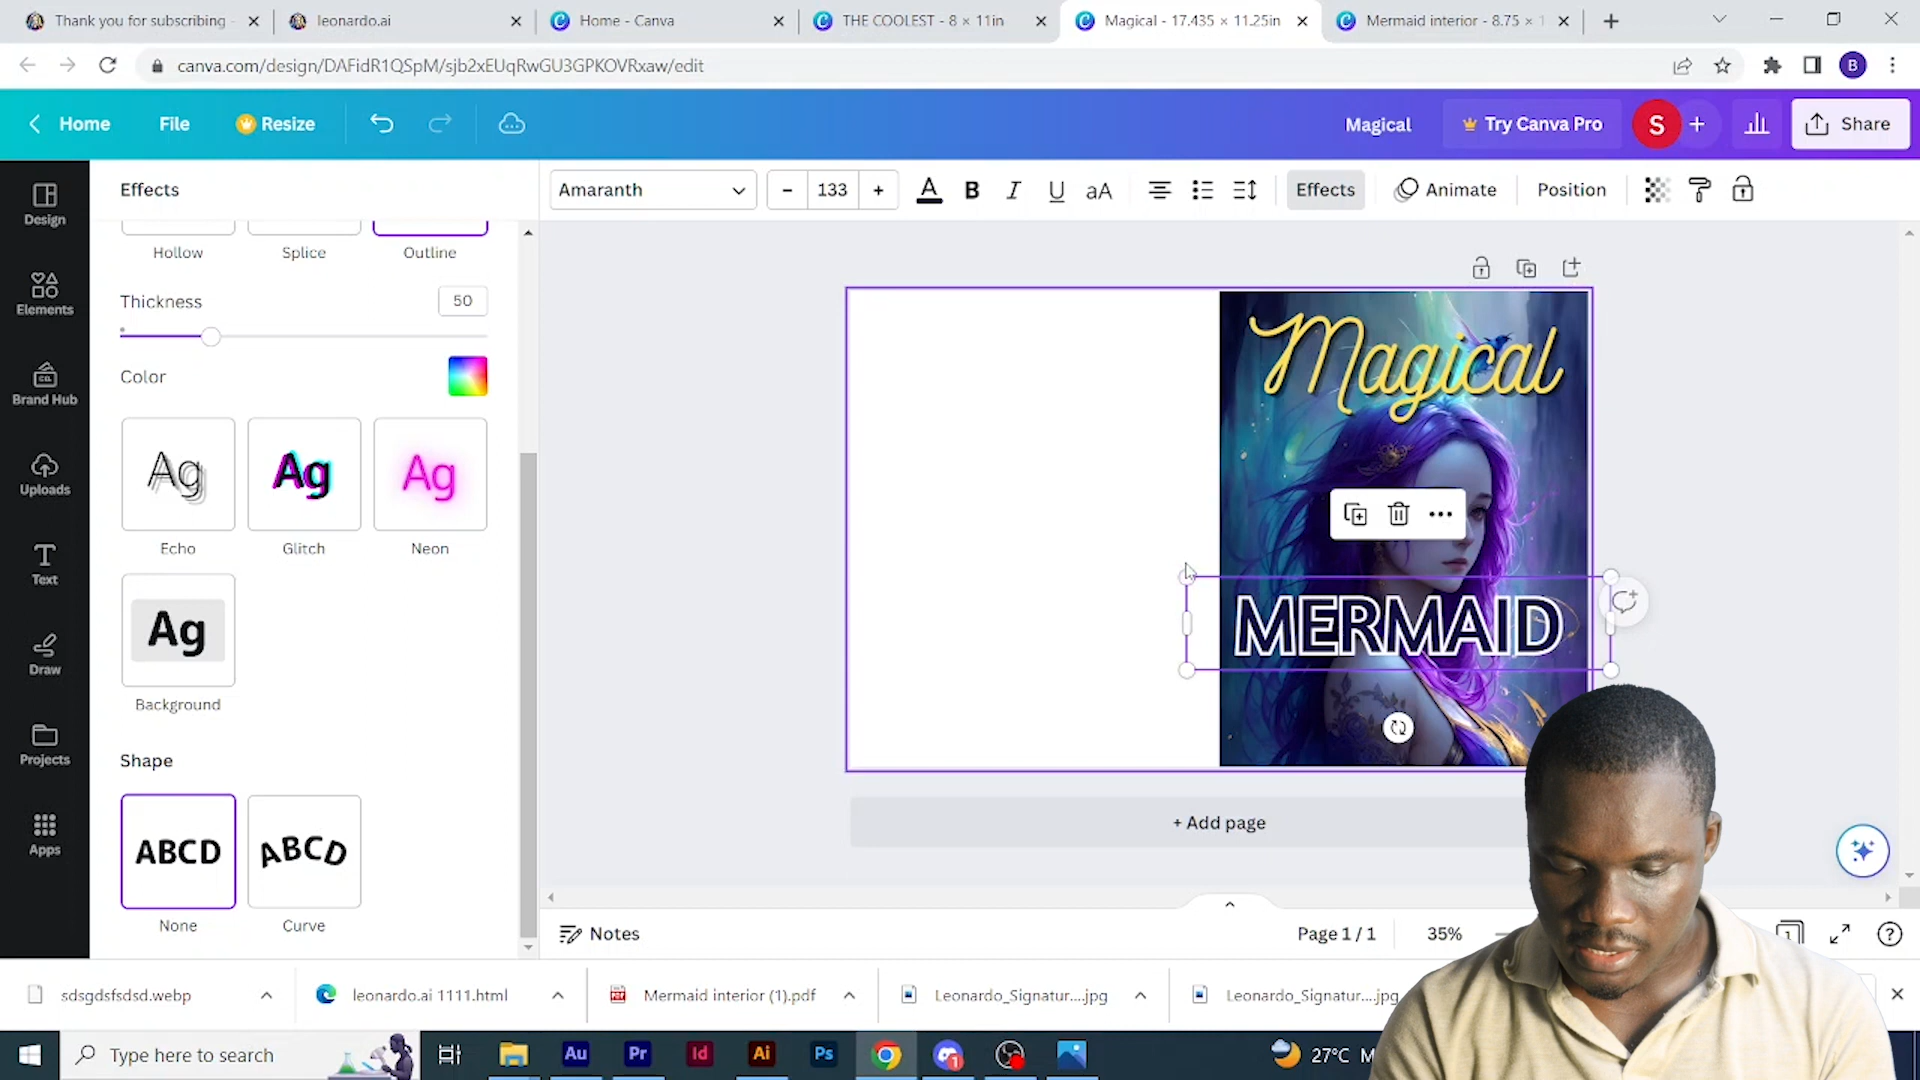 Thank you for subscribing
leonardo.ai
Home - Canva
THE COOLEST - 8 × 11in
Magical - 17.435 × 11.25in
Mermaid interior - 8.75 × 1
canva.com/design/DAFidR1QSpM/sjb2xEUqRwGU3GPKOVRxaw/edit
B
Home
File
Resize
Magical
Try Canva Pro
S
Share
Effects
Amaranth
133
A B I U aA
Effects
Animate
Position
Design
Elements
Brand Hub
Uploads
Text
Draw
Projects
Apps
Hollow
Splice
Outline
Thickness
50
Color
Ag
Ag
Ag
Echo
Glitch
Neon
Ag
Background
Shape
ABCD
ABCD
None
Curve
Magical
MERMAID
+ Add page
Notes
Page 1 / 1
35%
1
sdsgdsfsdsd.webp
leonardo.ai 1111.html
Mermaid interior (1).pdf
Leonardo_Signatur....jpg
Leonardo_Signatur....jpg
Type here to search
Au
Pr
Id
Ai
Ps
1
27°C M